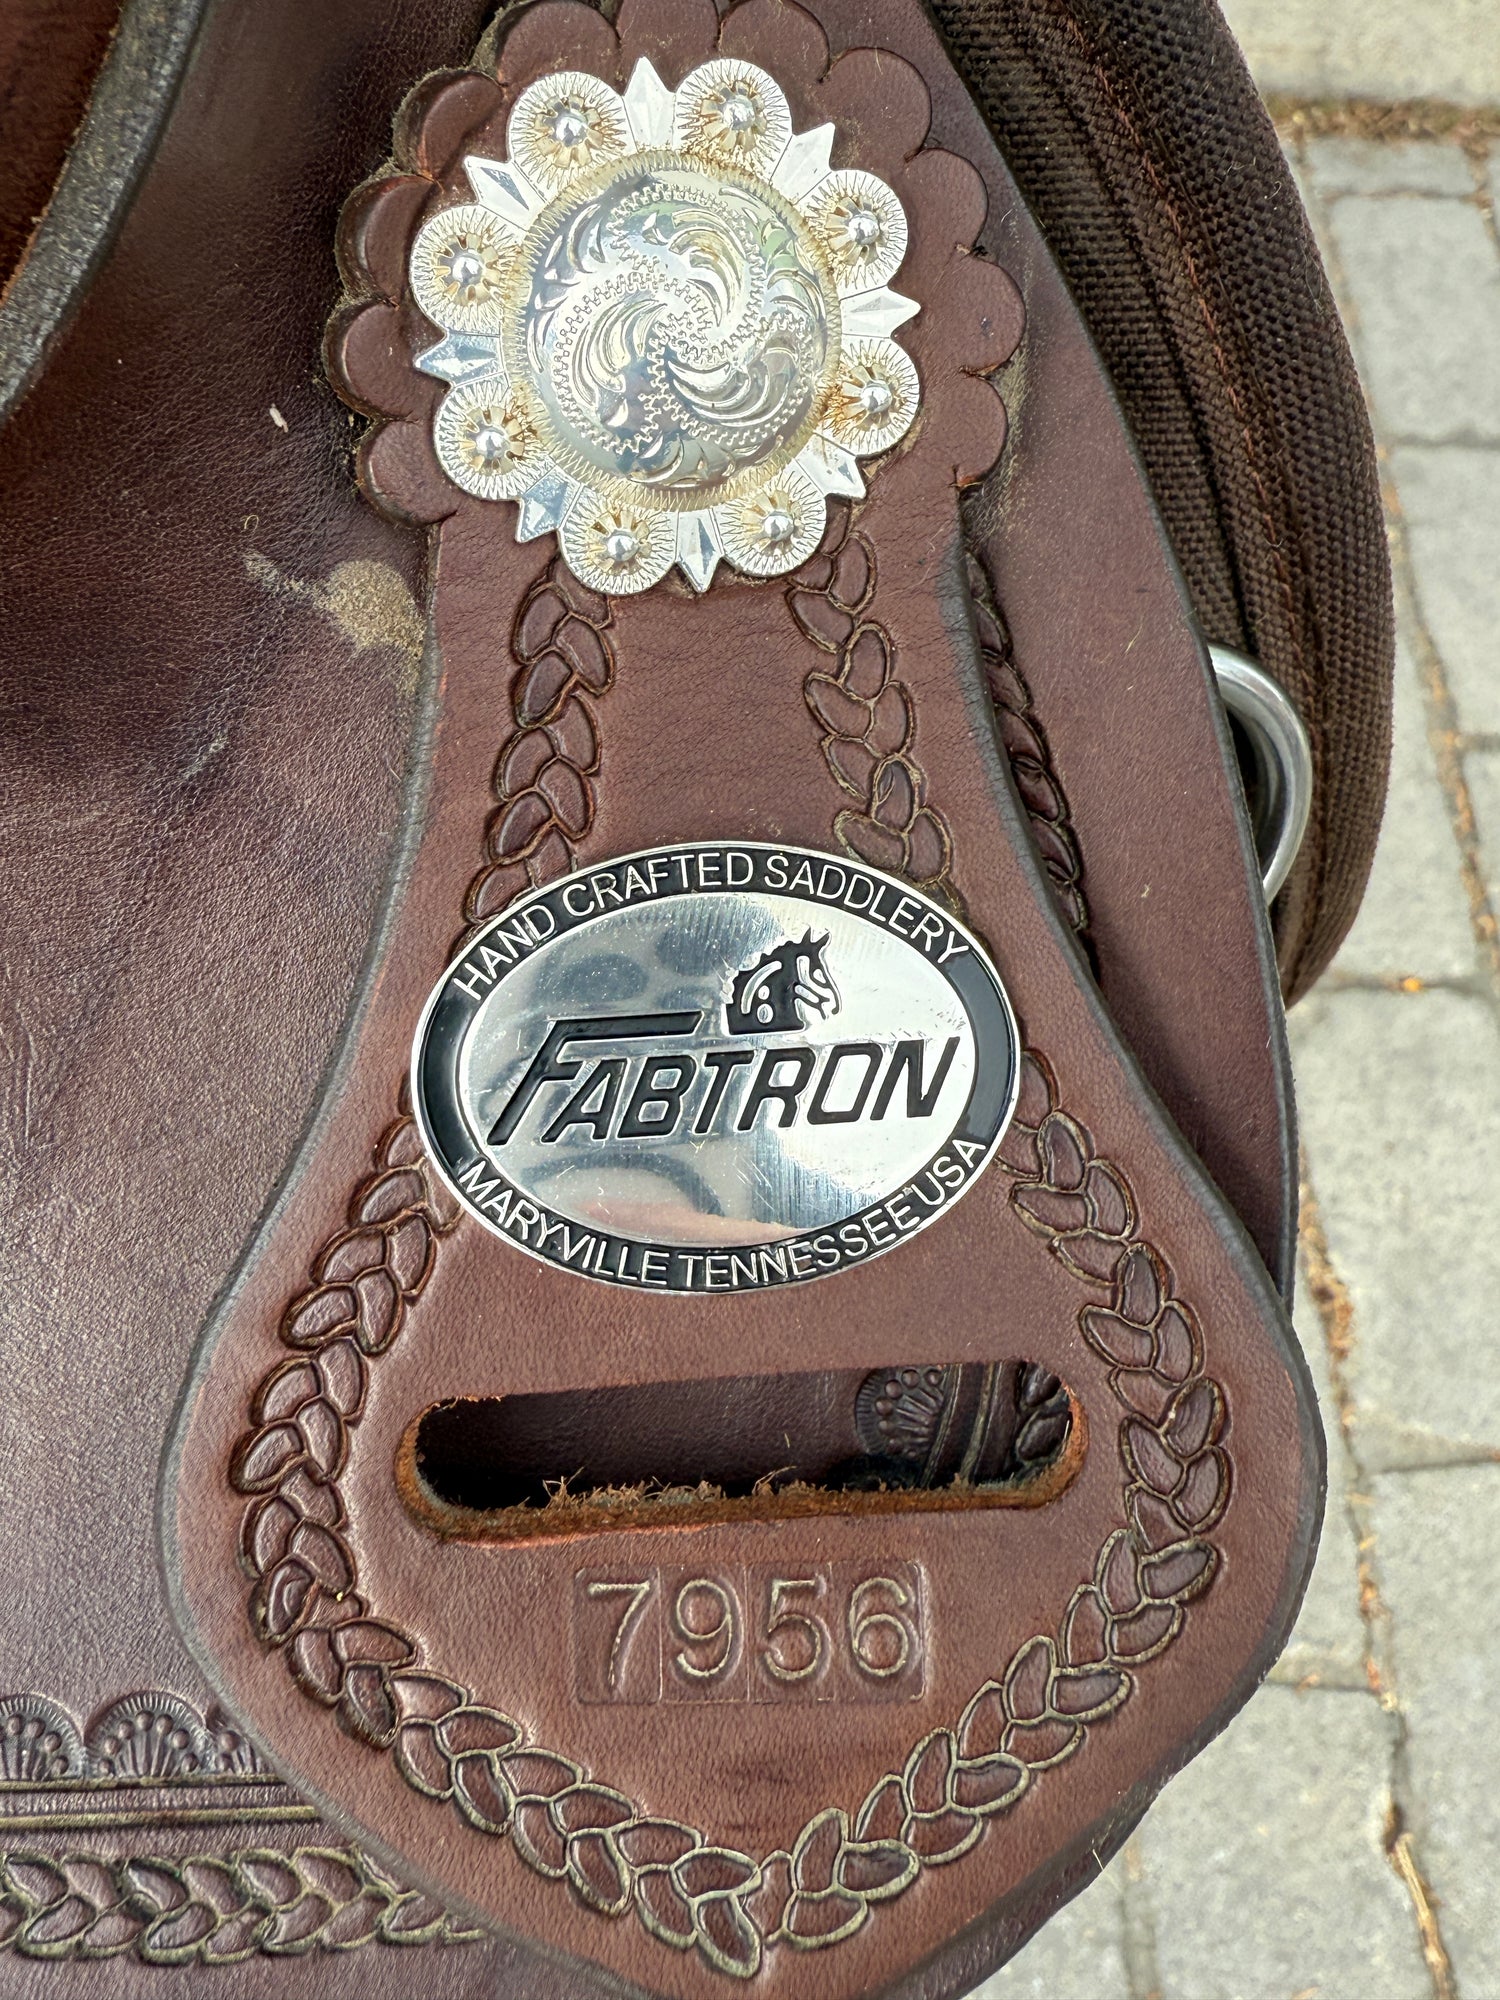 HAND CRAFTED SADDLERY
FABTRON
MARYVILLE TENNESSEE USA
7956